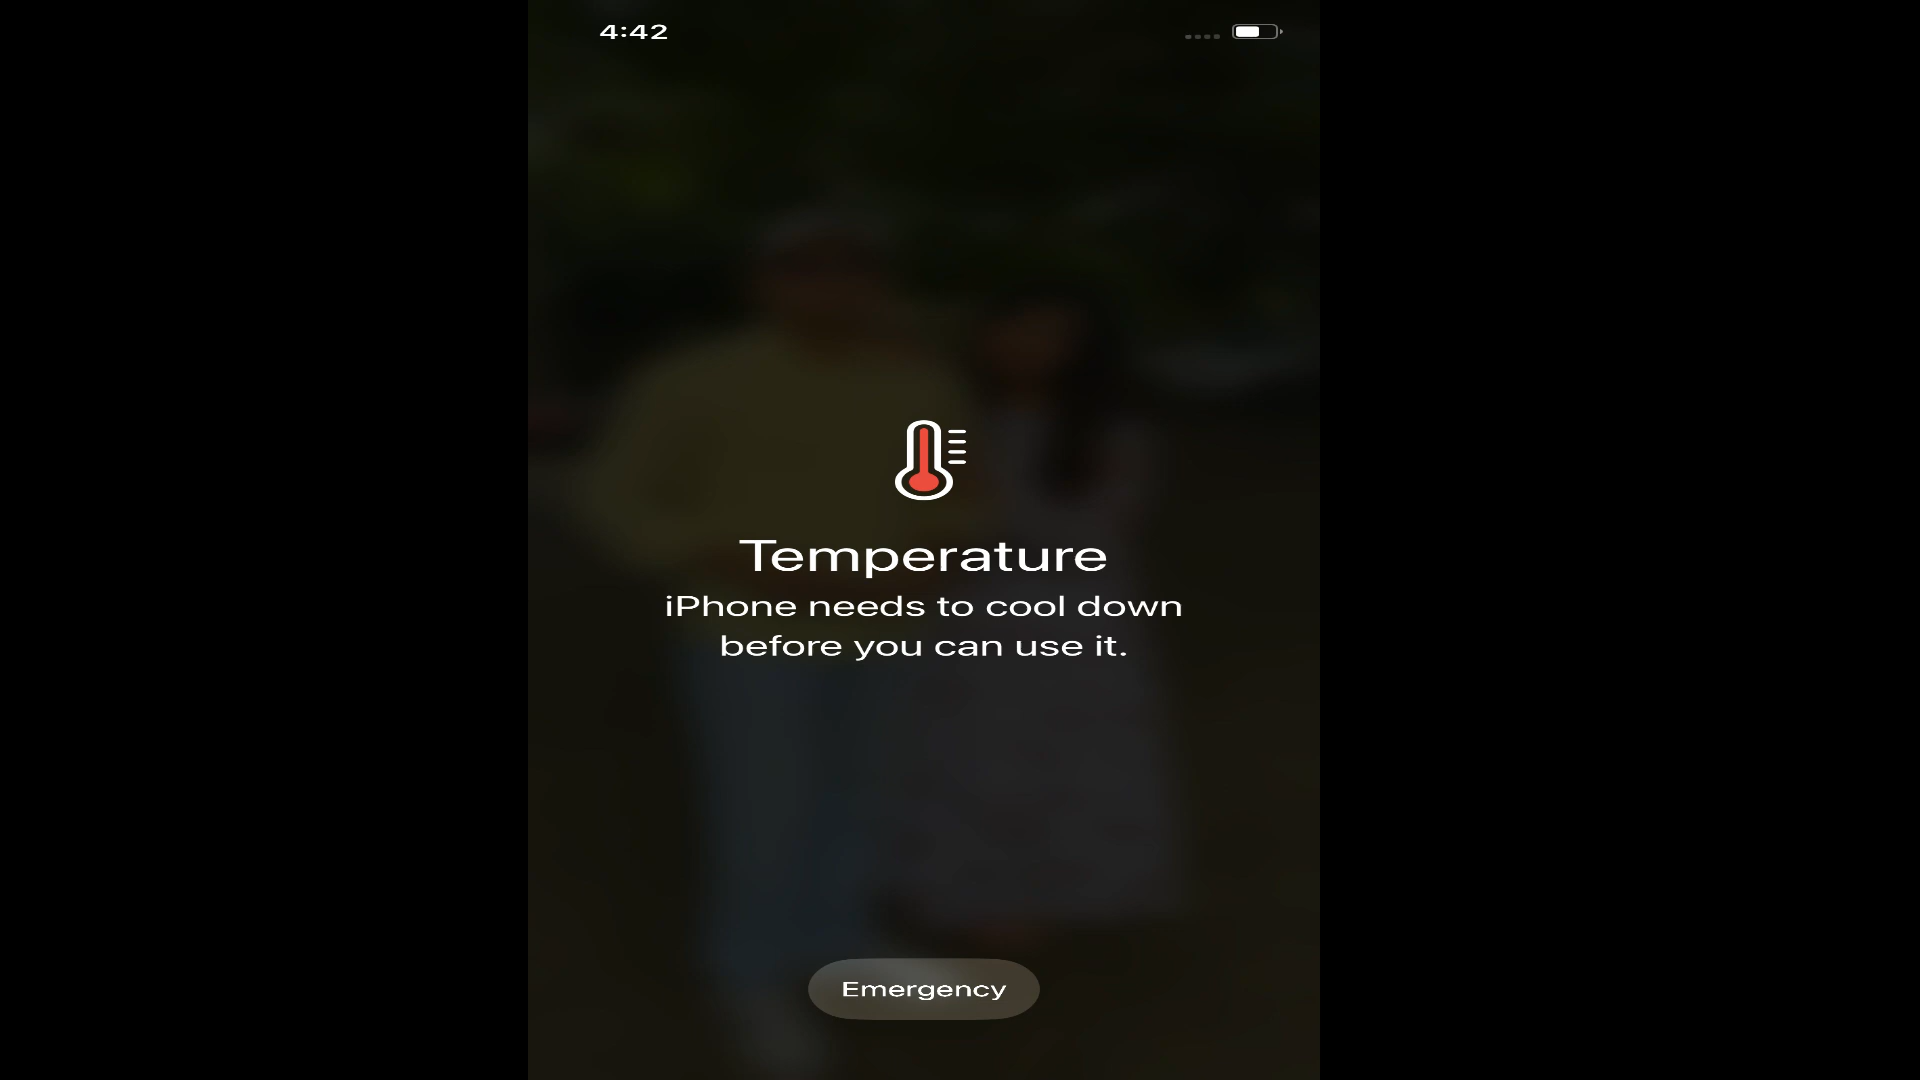 4:42
Temperature
iPhone needs to cool down
before you can use it.
Emergency